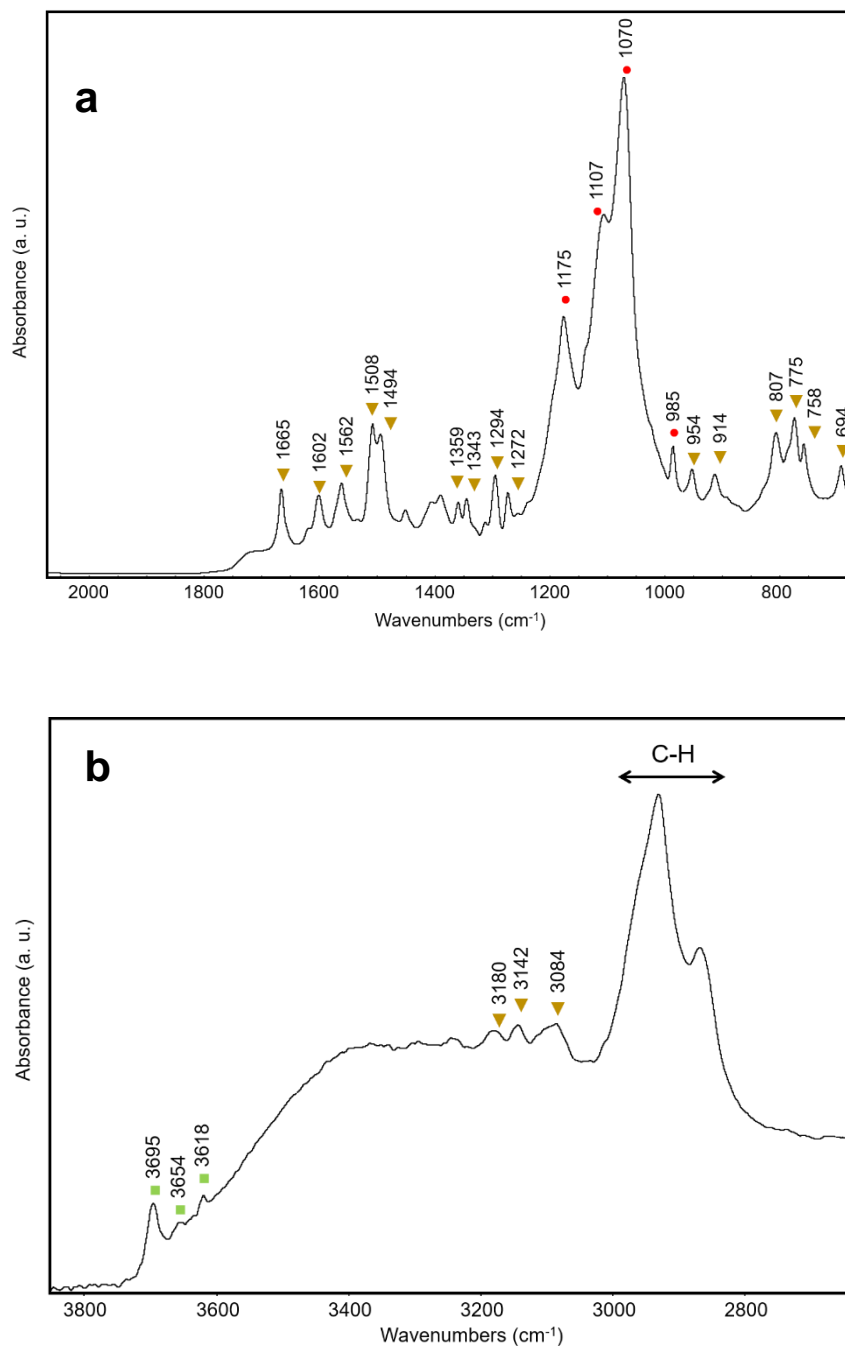 a
Absorbance (a. u.)
1665
1602
1562
1508
1494
1359
1343
1294
1272
1175
1107
1070
985
954
914
807
775
758
694
2000 1800 1600 1400 1200 1000 800
Wavenumbers (cm-1)
b
C-H
Absorbance (a. u.)
3695
3654
3618
3180
3142
3084
3800 3600 3400 3200 3000 2800
Wavenumbers (cm-1)